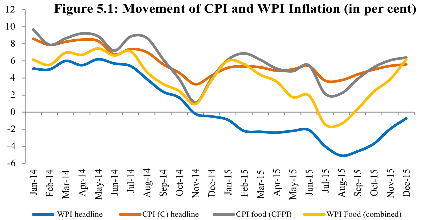 Figure 5.1: Movement of CPI and WPI Inflation (in per cent)
12
10
8
6
4
2
0
-2
-4
-6
Jan-14
Feb-14
Mar-14
Apr-14
May-14
Jun-14
Jul-14
Aug-14
Sep-14
Oct-14
Nov-14
Dec-14
Jan-15
Feb-15
Mar-15
Apr-15
May-15
Jun-15
Jul-15
Aug-15
Sep-15
Oct-15
Nov-15
Dec-15
WPI headline CPI (C) headline CPI food (CFPI) WPI Food (combined)